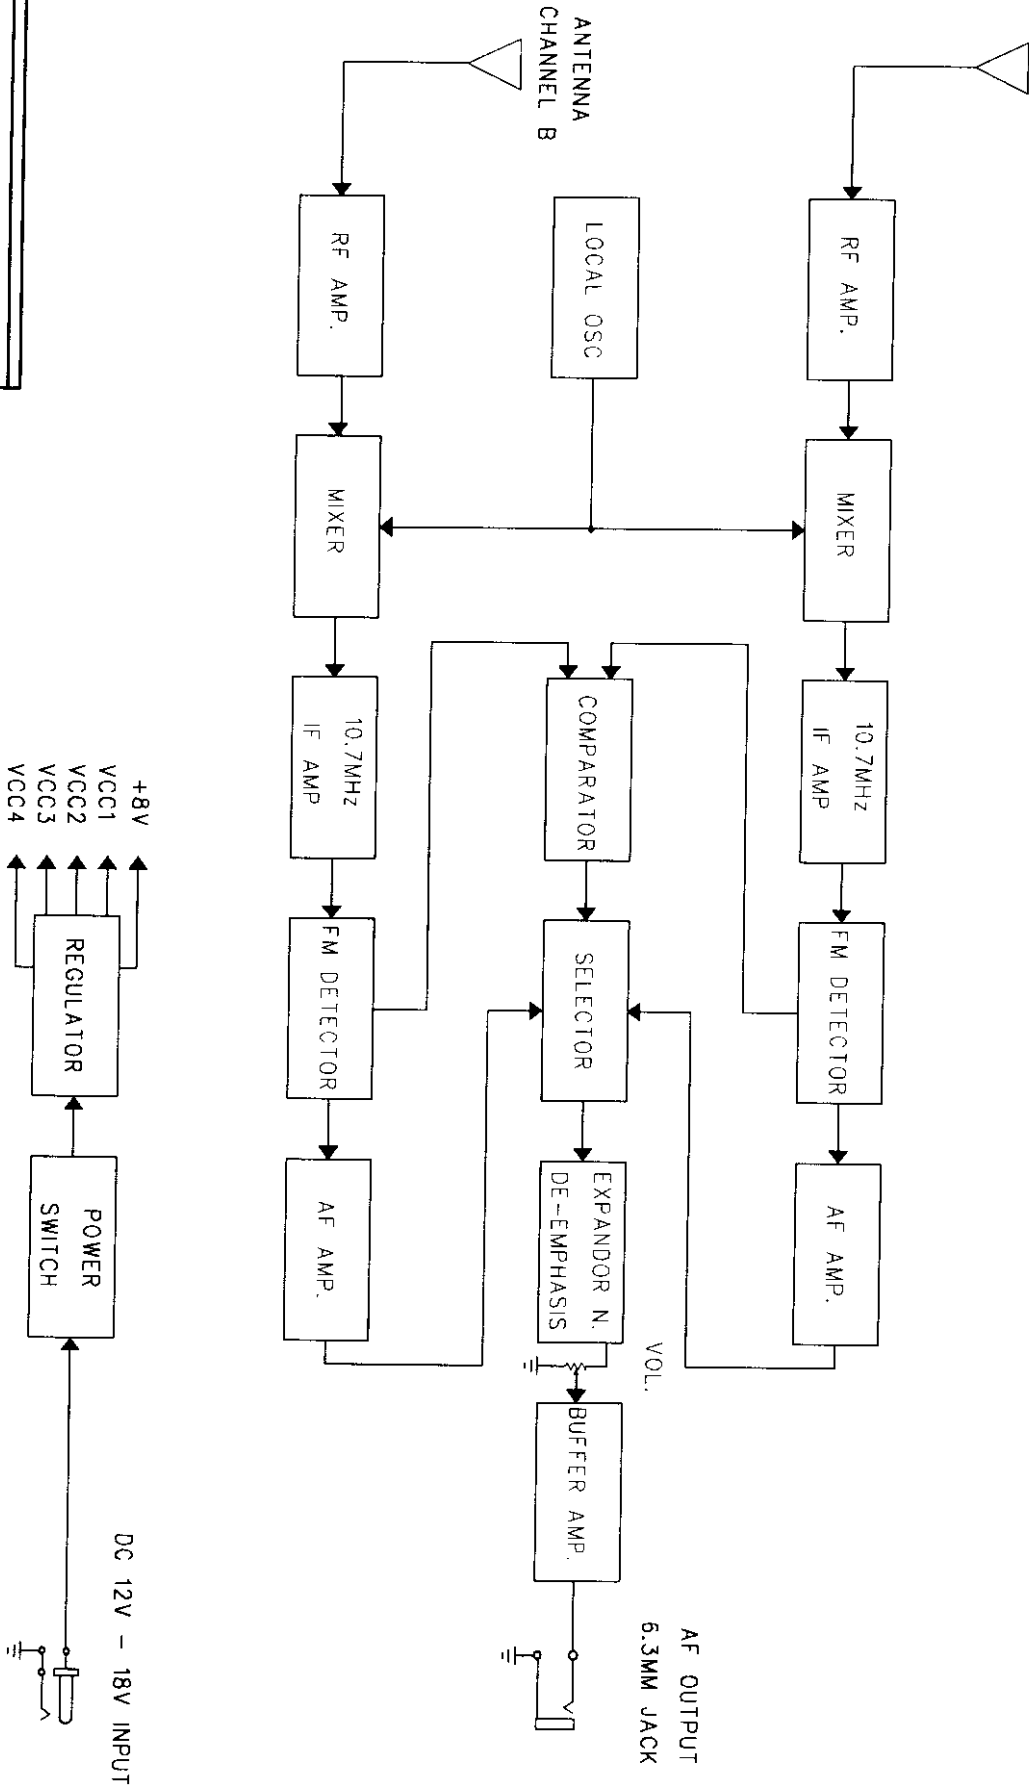 RF AMP.
MIXER
10.7MHz
IF AMP
FM DETECTOR
AF AMP.
AF OUTPUT
6.3MM JACK
LOCAL OSC
COMPARATOR
SELECTOR
EXPANDOR N.
DE-EMPHASIS
VOL.
BUFFER AMP.
ANTENNA
CHANNEL B
RF AMP.
MIXER
10.7MHz
IF AMP
FM DETECTOR
AF AMP.
DC 12V - 18V INPUT
+8V
VCC1
VCC2
VCC3
VCC4
REGULATOR
POWER
SWITCH